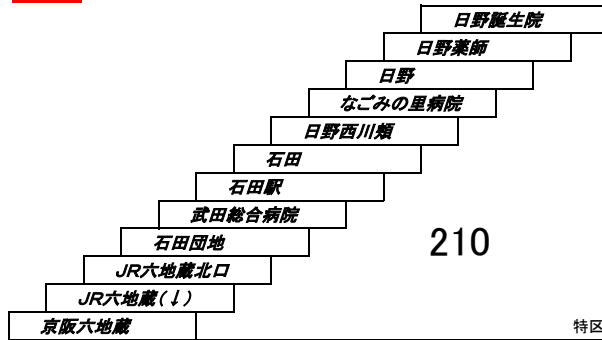 日野誕生院
日野薬師
日野
なごみの里病院
日野西川頬
石田
石田駅
武田総合病院
石田団地
210
JR六地蔵北口
JR六地蔵(↓)
京阪六地蔵
特区